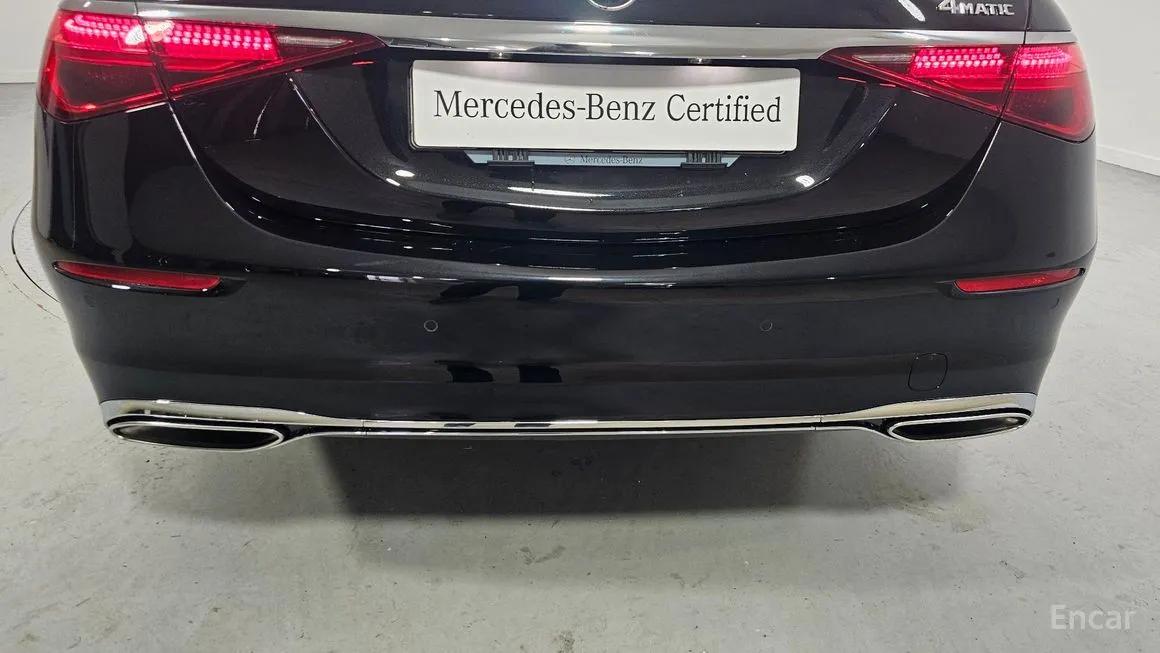 4MATIC
Mercedes-Benz Certified
Mercedes-Benz
Encar